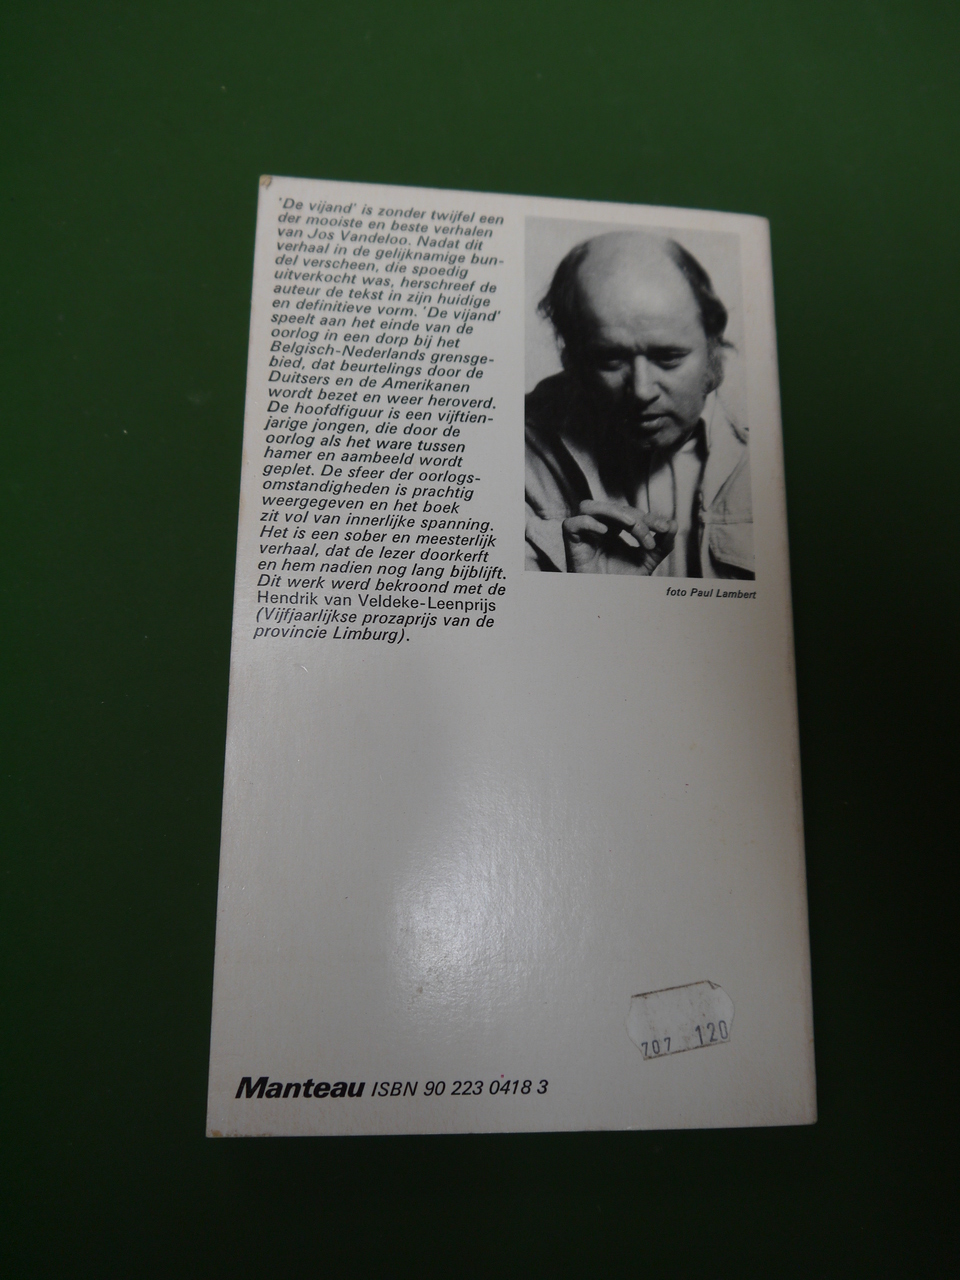 'De vijand' is zonder twijfel een
der mooiste en beste verhalen
van Jos Vandeloo. Nadat dit
verhaal in de gelijknamige bun-
del verscheen, die spoedig
uitverkocht was, herschreef de
auteur de tekst in zijn huidige
en definitieve vorm. 'De vijand'
speelt aan het einde van de
oorlog in een dorp bij het
Belgisch-Nederlands grensge-
bied, dat beurtelings door de
Duitsers en de Amerikanen
wordt bezet en weer heroverd.
De hoofdfiguur is een vijftien-
jarige jongen, die door de
oorlog als het ware tussen
hamer en aambeeld wordt
geplet. De sfeer der oorlogs-
omstandigheden is prachtig
weergegeven en het boek
zit vol van innerlijke spanning.
Het is een sober en meesterlijk
verhaal, dat de lezer doorkerft
en hem nadien nog lang bijblijft.
Dit werk werd bekroond met de
Hendrik van Veldeke-Leenprijs
(Vijfjaarlijkse prozaprijs van de
provincie Limburg).
foto Paul Lambert
707 120
Manteau ISBN 90 223 0418 3